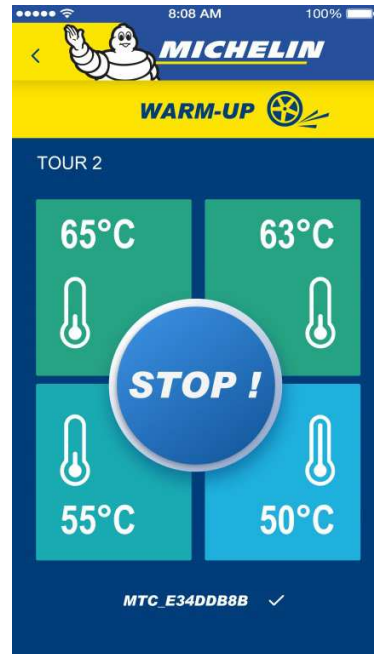 8:08 AM 100%
MICHELIN
WARM-UP
TOUR 2
65°C 63°C
STOP !
55°C 50°C
MTC_E34DDB8B